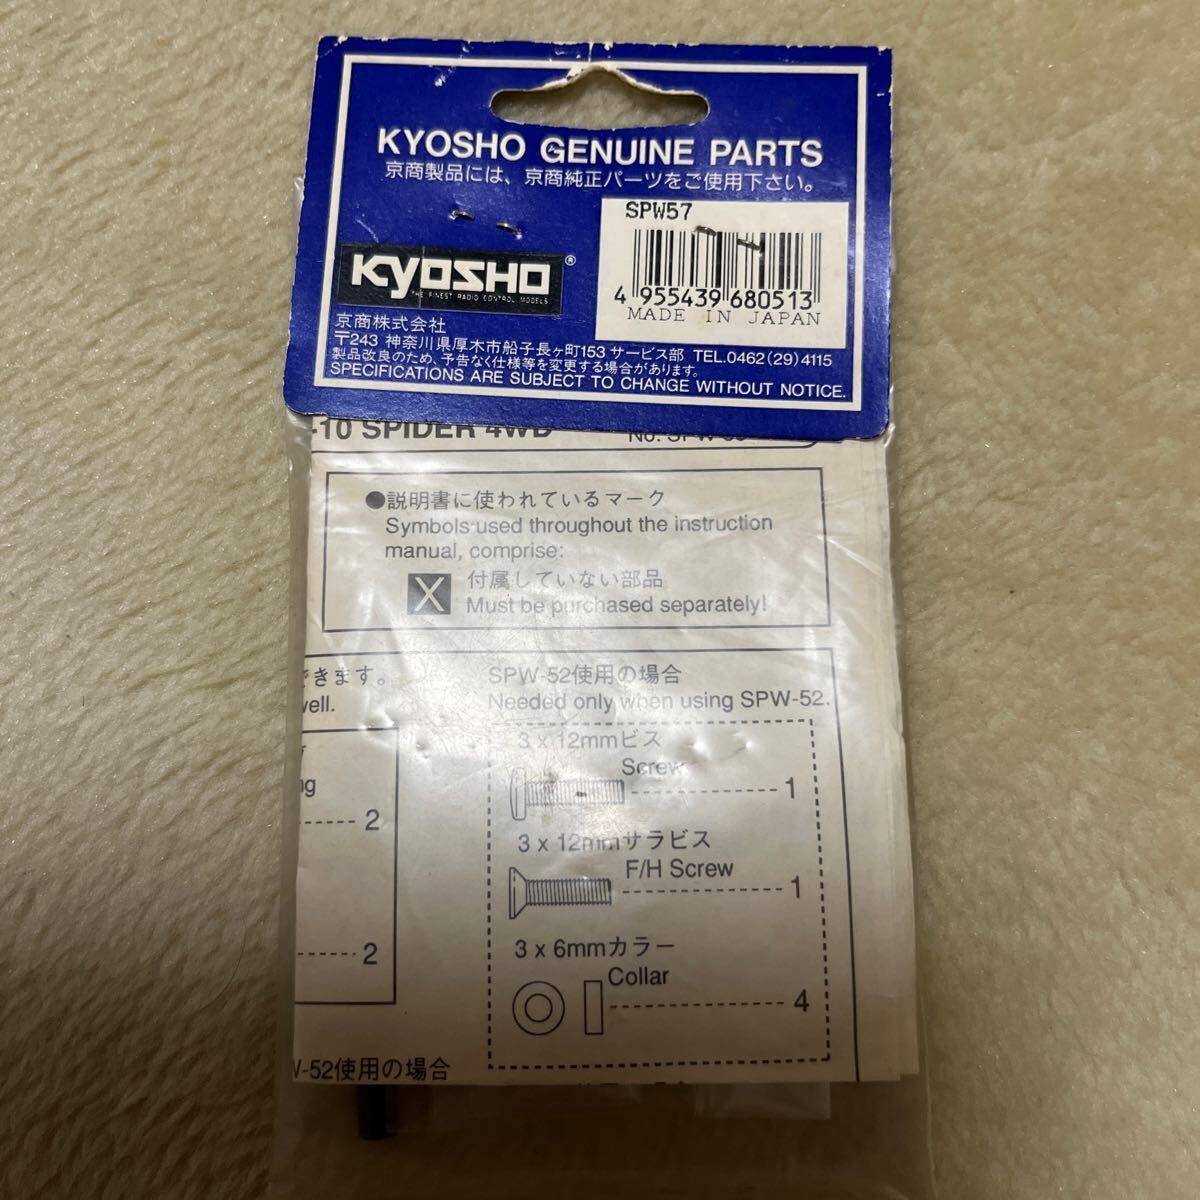 KYOSHO GENUINE PARTS
京商製品には、京商純正パーツをご使用下さい。
SPW57
4 955439 680513
MADE IN JAPAN
KYOSHO ®
THE FINEST RADIO CONTROL MODELS
京商株式会社
〒243 神奈川県厚木市船子長ヶ町153 サービス部 TEL.0462(29)4115
製品改良のため、予告なく仕様等を変更する場合があります。
SPECIFICATIONS ARE SUBJECT TO CHANGE WITHOUT NOTICE.
-10 SPIDER 4WD No. SPW
●説明書に使われているマーク
Symbols used throughout the instruction
manual, comprise:
X 付属していない部品
Must be purchased separately!
できます。
well.
SPW-52使用の場合
Needed only when using SPW-52.
3 x 12mmビス
Screw
1
ng
2
3 x 12mmサラビス
F/H Screw
1
2
3 x 6mmカラー
Collar
4
W-52使用の場合